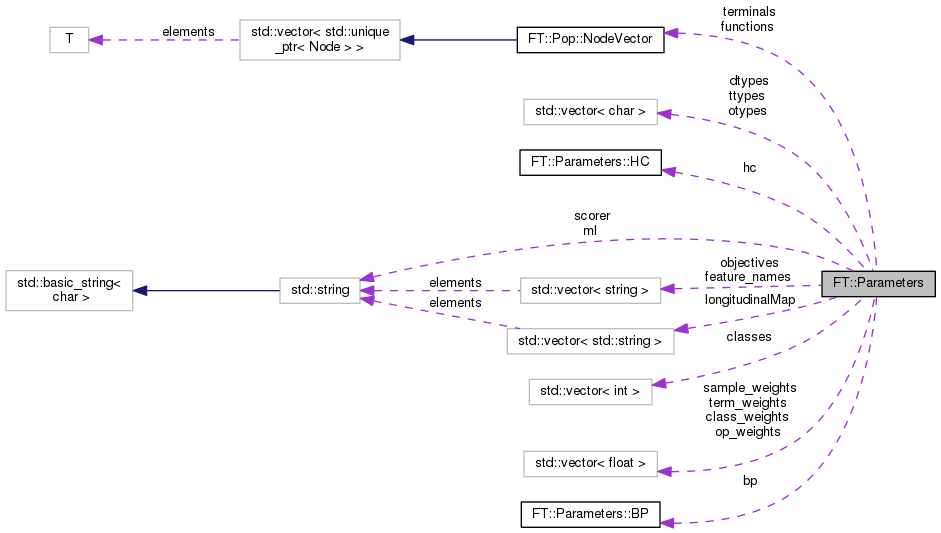 terminals
functions
T
elements
std::vector< std::unique
_ptr< Node > >
FT::Pop::NodeVector
dtypes
ttypes
otypes
std::vector< char >
FT::Parameters::HC
hc
scorer
ml
std::basic_string<
char >
std::string
elements
elements
std::vector< string >
objectives
feature_names
FT::Parameters
longitudinalMap
std::vector< std::string >
classes
std::vector< int >
sample_weights
term_weights
class_weights
op_weights
std::vector< float >
bp
FT::Parameters::BP